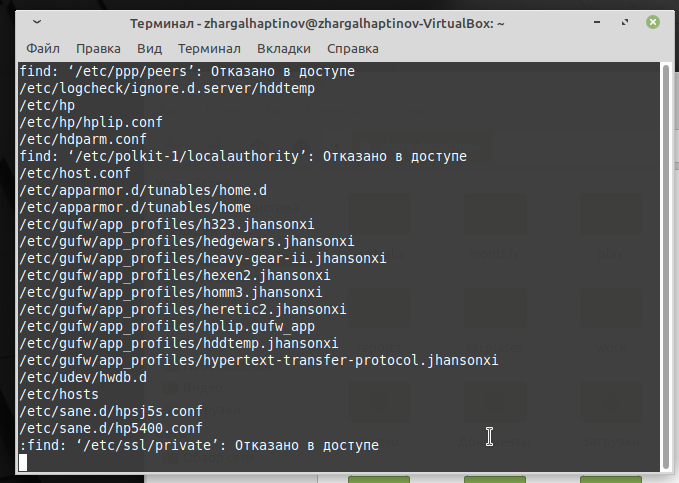 Терминал - zhargalhaptinov@zhargalhaptinov-VirtualBox: ~
Файл Правка Вид Терминал Вкладки Справка
find: ‘/etc/ppp/peers’: Отказано в доступе
/etc/logcheck/ignore.d.server/hddtemp
/etc/hp
/etc/hp/hplip.conf
/etc/hdparm.conf
find: ‘/etc/polkit-1/localauthority’: Отказано в доступе
/etc/host.conf
/etc/apparmor.d/tunables/home.d
/etc/apparmor.d/tunables/home
/etc/gufw/app_profiles/h323.jhansonxi
/etc/gufw/app_profiles/hedgewars.jhansonxi
/etc/gufw/app_profiles/heavy-gear-ii.jhansonxi
/etc/gufw/app_profiles/hexen2.jhansonxi
/etc/gufw/app_profiles/homm3.jhansonxi
/etc/gufw/app_profiles/heretic2.jhansonxi
/etc/gufw/app_profiles/hplip.gufw_app
/etc/gufw/app_profiles/hddtemp.jhansonxi
/etc/gufw/app_profiles/hypertext-transfer-protocol.jhansonxi
/etc/udev/hwdb.d
/etc/hosts
/etc/sane.d/hpsj5s.conf
/etc/sane.d/hp5400.conf
:find: ‘/etc/ssl/private’: Отказано в доступе